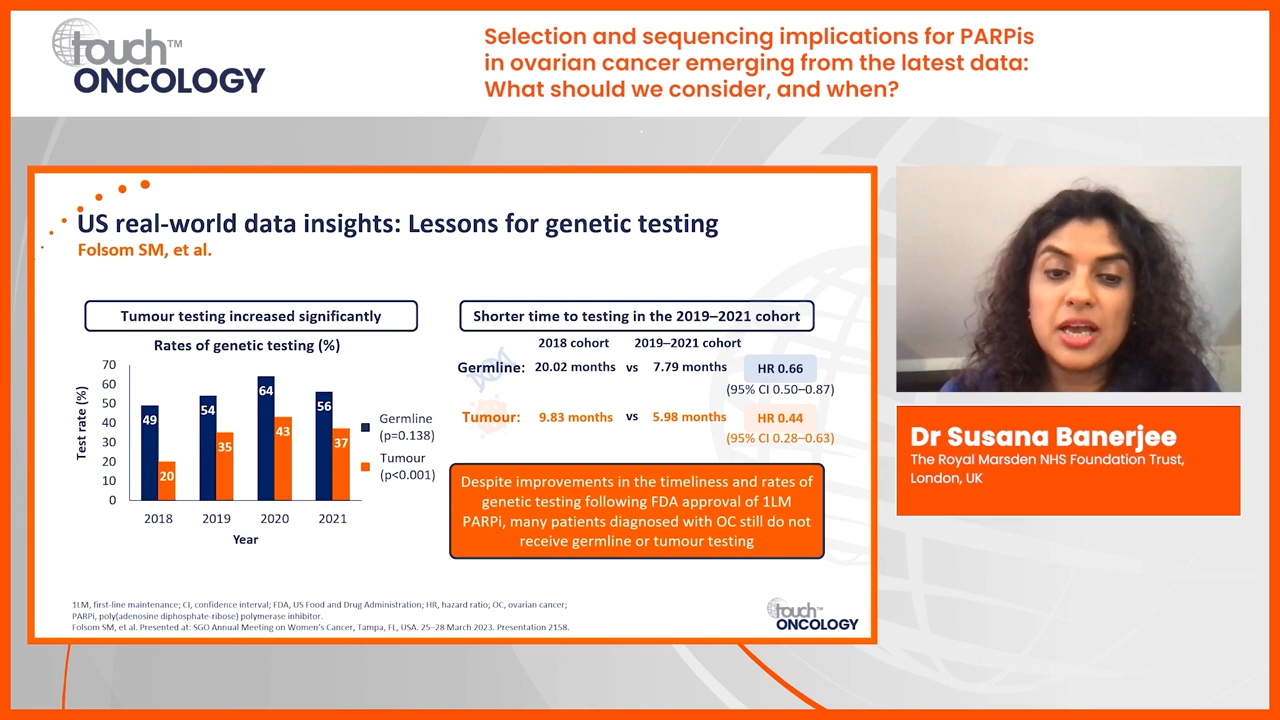 touch™
ONCOLOGY
Selection and sequencing implications for PARPis
in ovarian cancer emerging from the latest data:
What should we consider, and when?
US real-world data insights: Lessons for genetic testing
Folsom SM, et al.
Tumour testing increased significantly
Rates of genetic testing (%)
Test rate (%)
70
60
50
40
30
20
10
0
49
20
54
35
64
43
56
37
2018
2019
2020
2021
Year
Germline
(p=0.138)
Tumour
(p<0.001)
Shorter time to testing in the 2019–2021 cohort
2018 cohort 2019–2021 cohort
Germline: 20.02 months vs 7.79 months HR 0.66
(95% CI 0.50–0.87)
Tumour: 9.83 months vs 5.98 months HR 0.44
(95% CI 0.28–0.63)
Despite improvements in the timeliness and rates of
genetic testing following FDA approval of 1LM
PARPi, many patients diagnosed with OC still do not
receive germline or tumour testing
1LM, first-line maintenance; CI, confidence interval; FDA, US Food and Drug Administration; HR, hazard ratio; OC, ovarian cancer;
PARPi, poly(adenosine diphosphate-ribose) polymerase inhibitor.
Folsom SM, et al. Presented at: SGO Annual Meeting on Women's Cancer, Tampa, FL, USA. 25–28 March 2023. Presentation 2158.
touch™
ONCOLOGY
Dr Susana Banerjee
The Royal Marsden NHS Foundation Trust,
London, UK